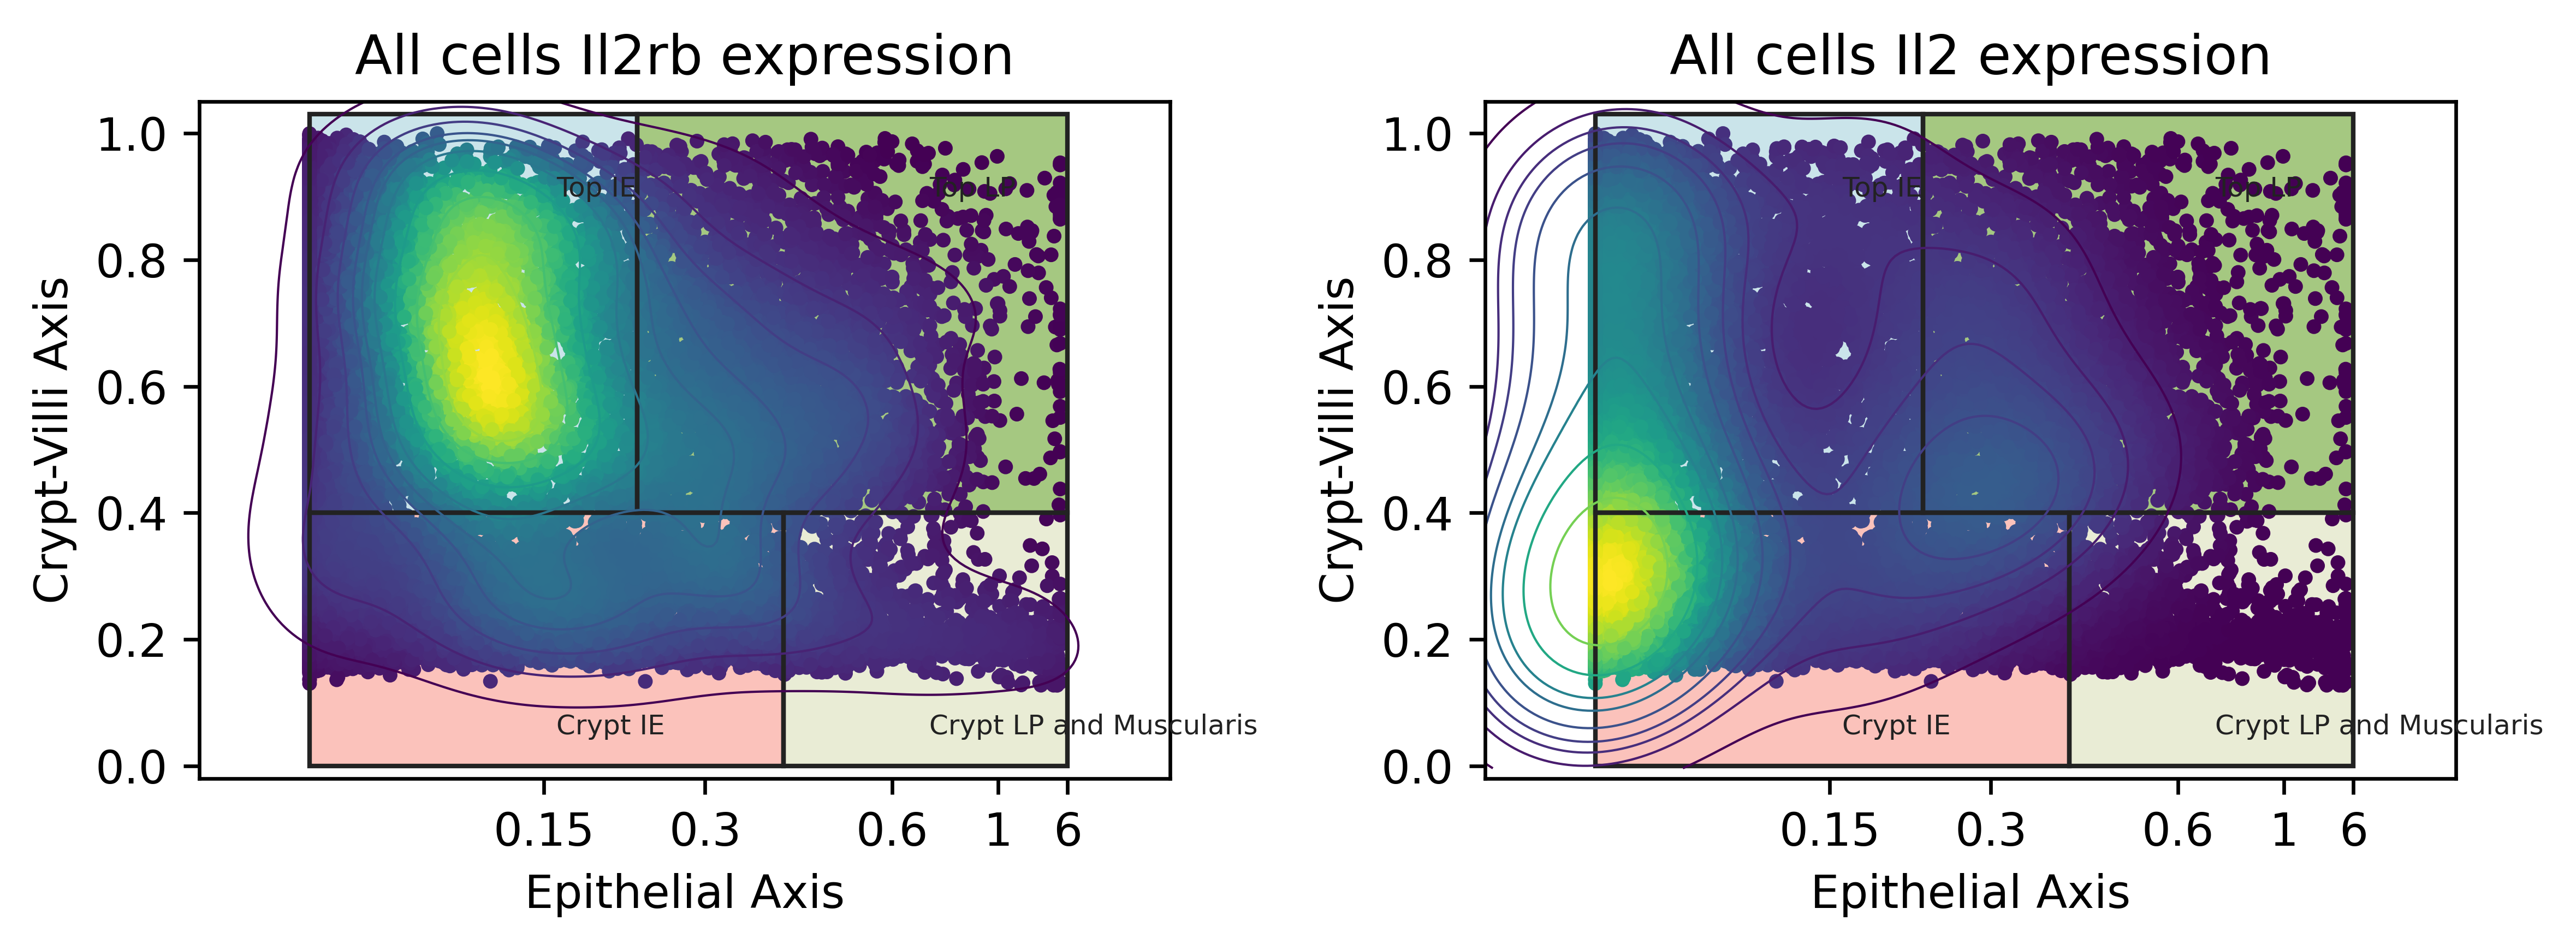 All cells Il2rb expression
1.0
0.8
0.6
0.4
0.2
0.0
Crypt-Villi Axis
Top IE
Top
Crypt IE
Crypt LP and Muscularis
0.15 0.3 0.6 1 6
Epithelial Axis
All cells Il2 expression
1.0
0.8
0.6
0.4
0.2
0.0
Crypt-Villi Axis
Top IE
Top
Crypt IE
Crypt LP and Muscularis
0.15 0.3 0.6 1 6
Epithelial Axis